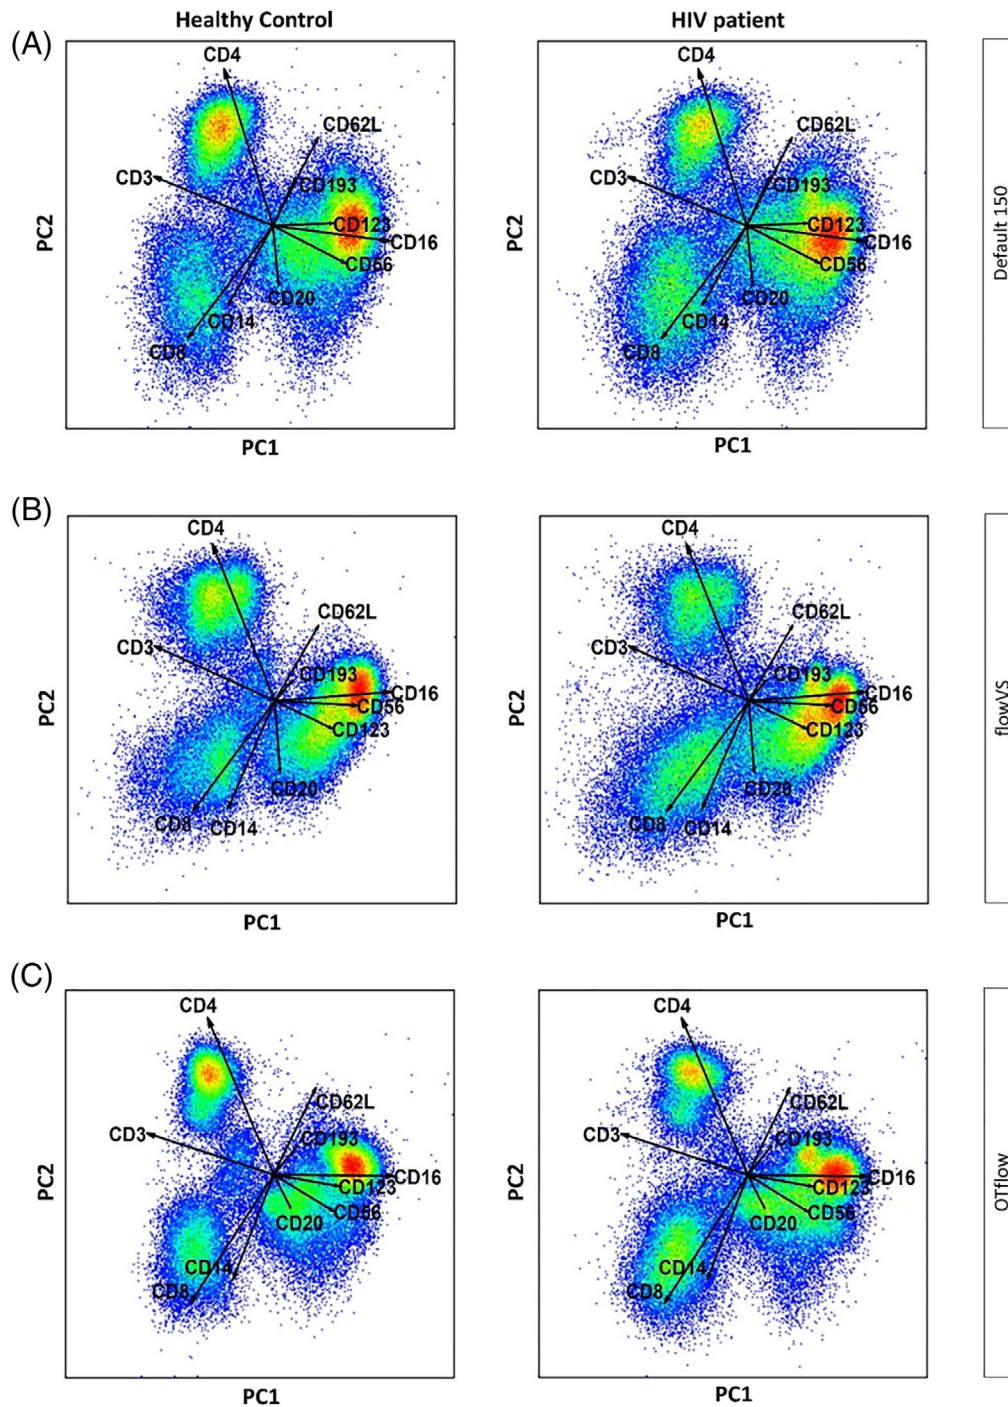 Healthy Control
HIV patient
(A)
CD4
CD62L
CD3
CD193
CD123
CD16
CD56
CD20
CD14
CD8
PC2
PC1
CD4
CD62L
CD3
CD193
CD123
CD16
CD56
CD20
CD14
CD8
PC2
PC1
Default 150
(B)
CD4
CD62L
CD3
CD193
CD16
CD56
CD123
CD20
CD8
CD14
PC2
PC1
CD4
CD62L
CD3
CD193
CD16
CD56
CD123
CD20
CD8
CD14
PC2
PC1
flowVS
(C)
CD4
CD62L
CD3
CD193
CD16
CD123
CD56
CD20
CD14
CD8
PC2
PC1
CD4
CD62L
CD3
CD193
CD16
CD123
CD56
CD20
CD14
CD8
PC2
PC1
OTflow